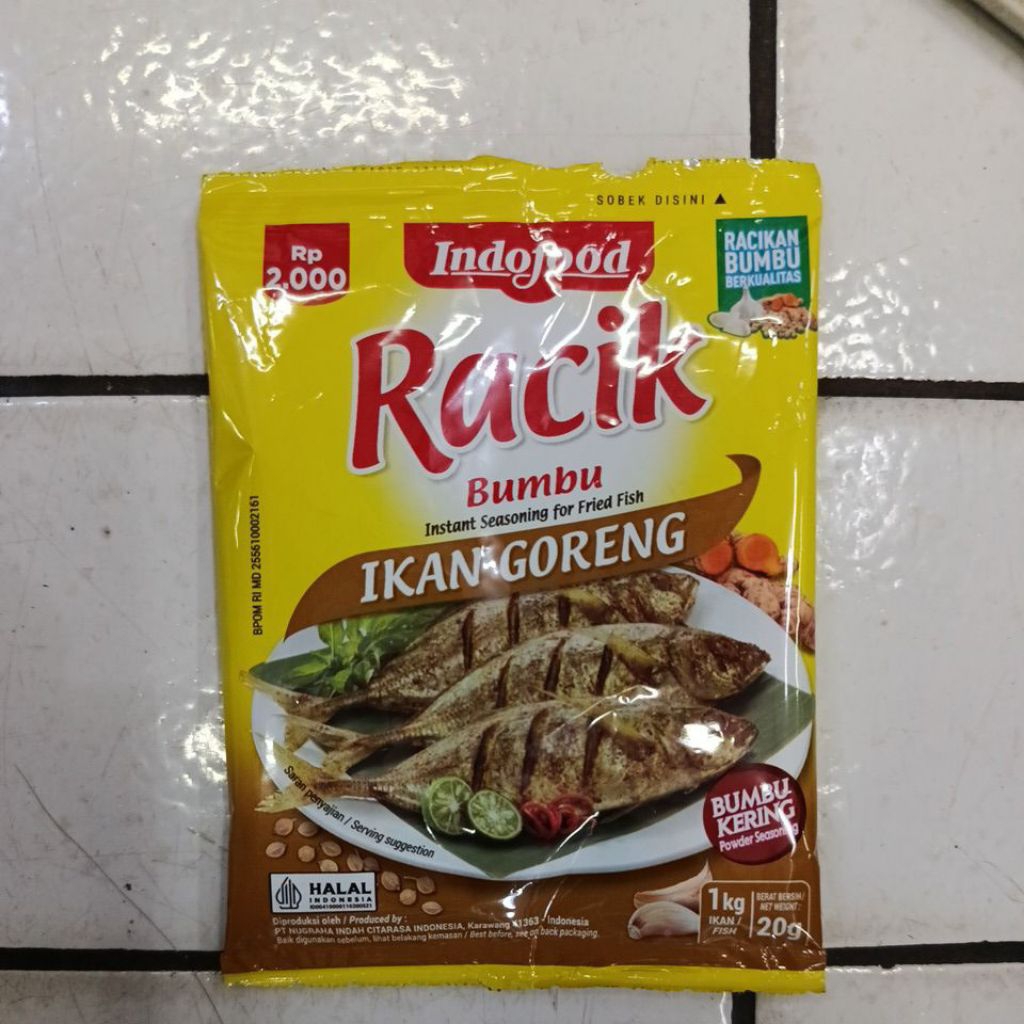 SOBEK DISINI ▲
Rp
2.000
Indofood
RACIKAN
BUMBU
BERKUALITAS
Racik
Bumbu
Instant Seasoning for Fried Fish
IKAN GORENG
BPOM RI MD 255610002161
Saran penyajian / Serving suggestion
BUMBU
KERING
Powder Seasoning
HALAL
INDONESIA
Diproduksi oleh / Produced by :
PT NUGRAHA INDAH CITARASA INDONESIA, Karawang 41363 - Indonesia
Baik digunakan sebelum, lihat belakang kemasan / Best before, see on back packaging.
1kg
IKAN /
FISH
BERAT BERSIH/
NET WEIGHT:
20g